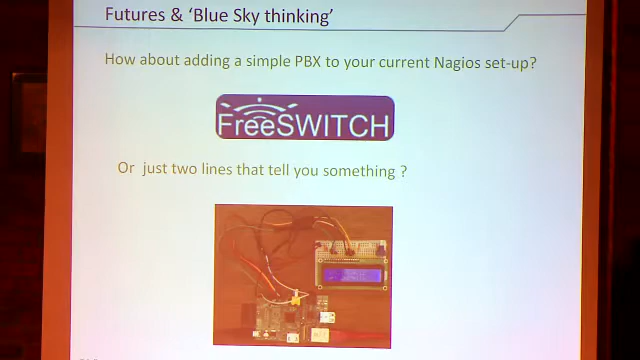 Futures & 'Blue Sky thinking'
How about adding a simple PBX to your current Nagios set-up?
FreeSWITCH
Or just two lines that tell you something ?